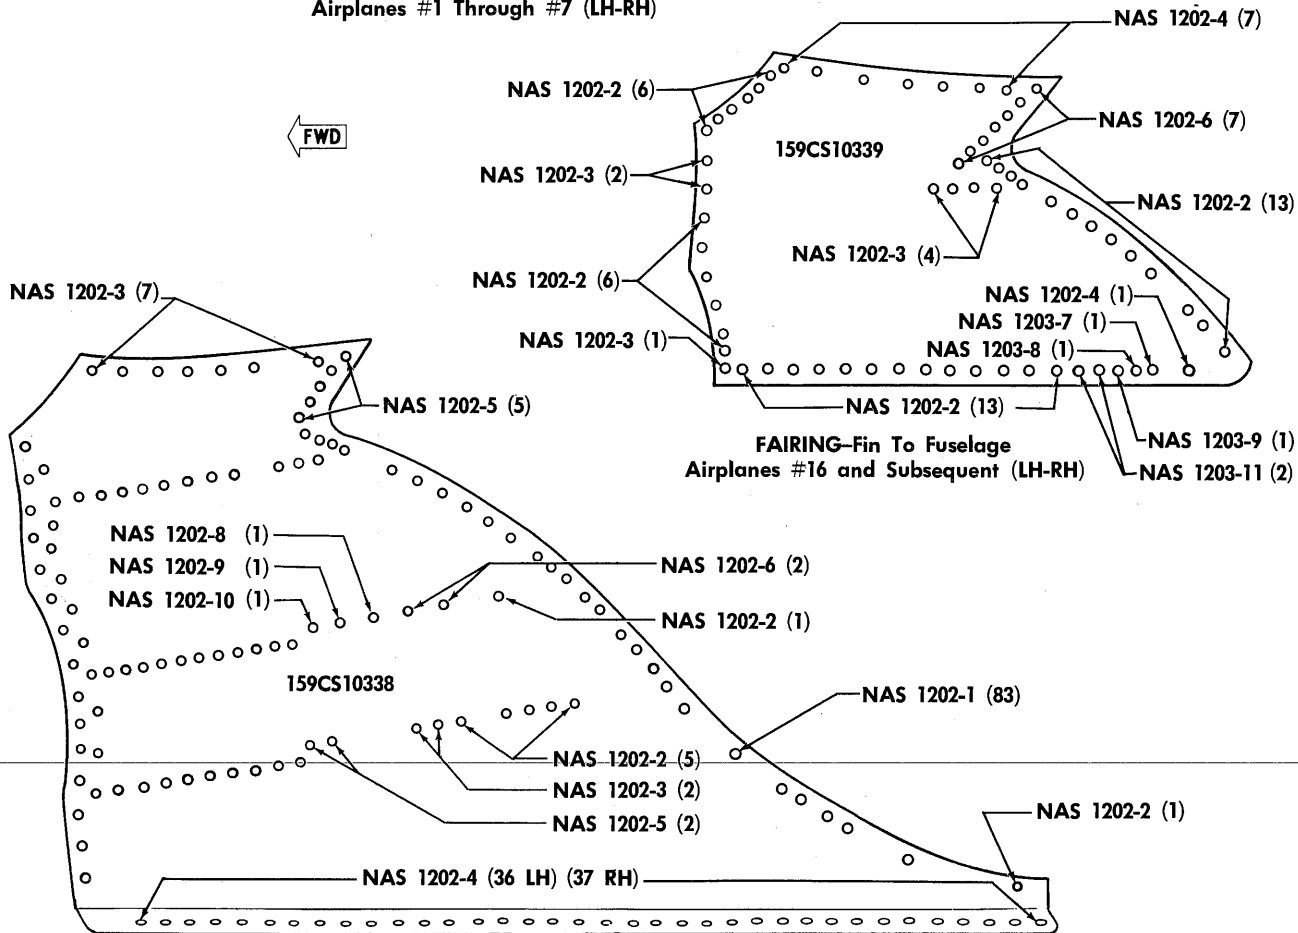 Airplanes #1 Through #7 (LH-RH)
NAS 1202-4 (7)
NAS 1202-2 (6)
NAS 1202-6 (7)
FWD
159CS10339
NAS 1202-3 (2)
NAS 1202-2 (13)
NAS 1202-3 (4)
NAS 1202-2 (6)
NAS 1202-4 (1)
NAS 1203-7 (1)
NAS 1202-3 (1)
NAS 1203-8 (1)
NAS 1202-2 (13)
NAS 1203-9 (1)
NAS 1203-11 (2)
FAIRING-Fin To Fuselage
Airplanes #16 and Subsequent (LH-RH)
NAS 1202-3 (7)
NAS 1202-5 (5)
NAS 1202-8 (1)
NAS 1202-9 (1)
NAS 1202-10 (1)
NAS 1202-6 (2)
NAS 1202-2 (1)
159CS10338
NAS 1202-1 (83)
NAS 1202-2 (5)
NAS 1202-3 (2)
NAS 1202-5 (2)
NAS 1202-2 (1)
NAS 1202-4 (36 LH) (37 RH)